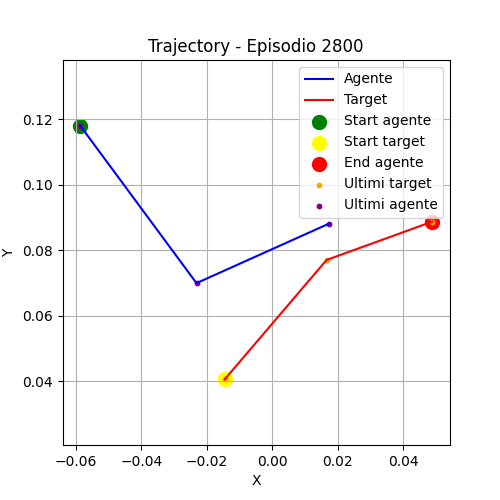 Trajectory - Episodio 2800
Agente
Target
Start agente
Start target
End agente
Ultimi target
Ultimi agente
0.12
0.10
0.08
0.06
0.04
Y
−0.06
−0.04
−0.02
0.00
0.02
0.04
X